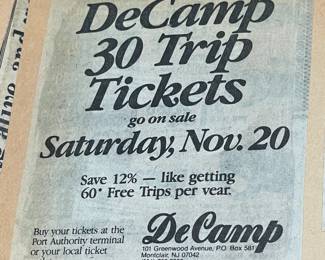 DeCamp
30 Trip
Tickets
go on sale
Saturday, Nov. 20
Save 12% — like getting
60* Free Trips per year.
Buy your tickets at the
Port Authority terminal
or your local ticket
DeCamp
101 Greenwood Avenue, P.O. Box 581
Montclair, NJ 07042